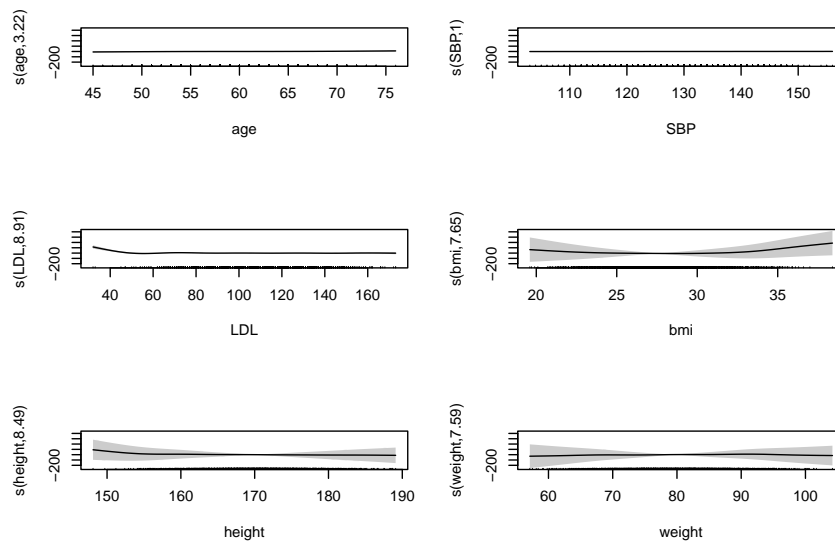 s(age,3.22)
−200
45 50 55 60 65 70 75
age
s(SBP,1)
−200
110 120 130 140 150
SBP
s(LDL,8.91)
−200
40 60 80 100 120 140 160
LDL
s(bmi,7.65)
−200
20 25 30 35
bmi
s(height,8.49)
−200
150 160 170 180 190
height
s(weight,7.59)
−200
60 70 80 90 100
weight